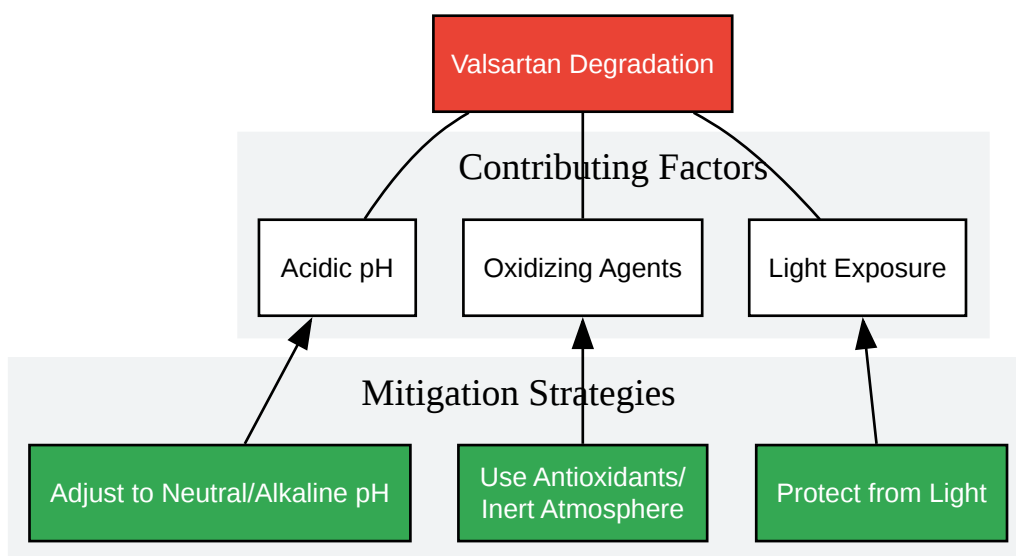 Valsartan Degradation
Contributing Factors
Acidic pH
Oxidizing Agents
Light Exposure
Mitigation Strategies
Adjust to Neutral/Alkaline pH
Use Antioxidants/
Inert Atmosphere
Protect from Light